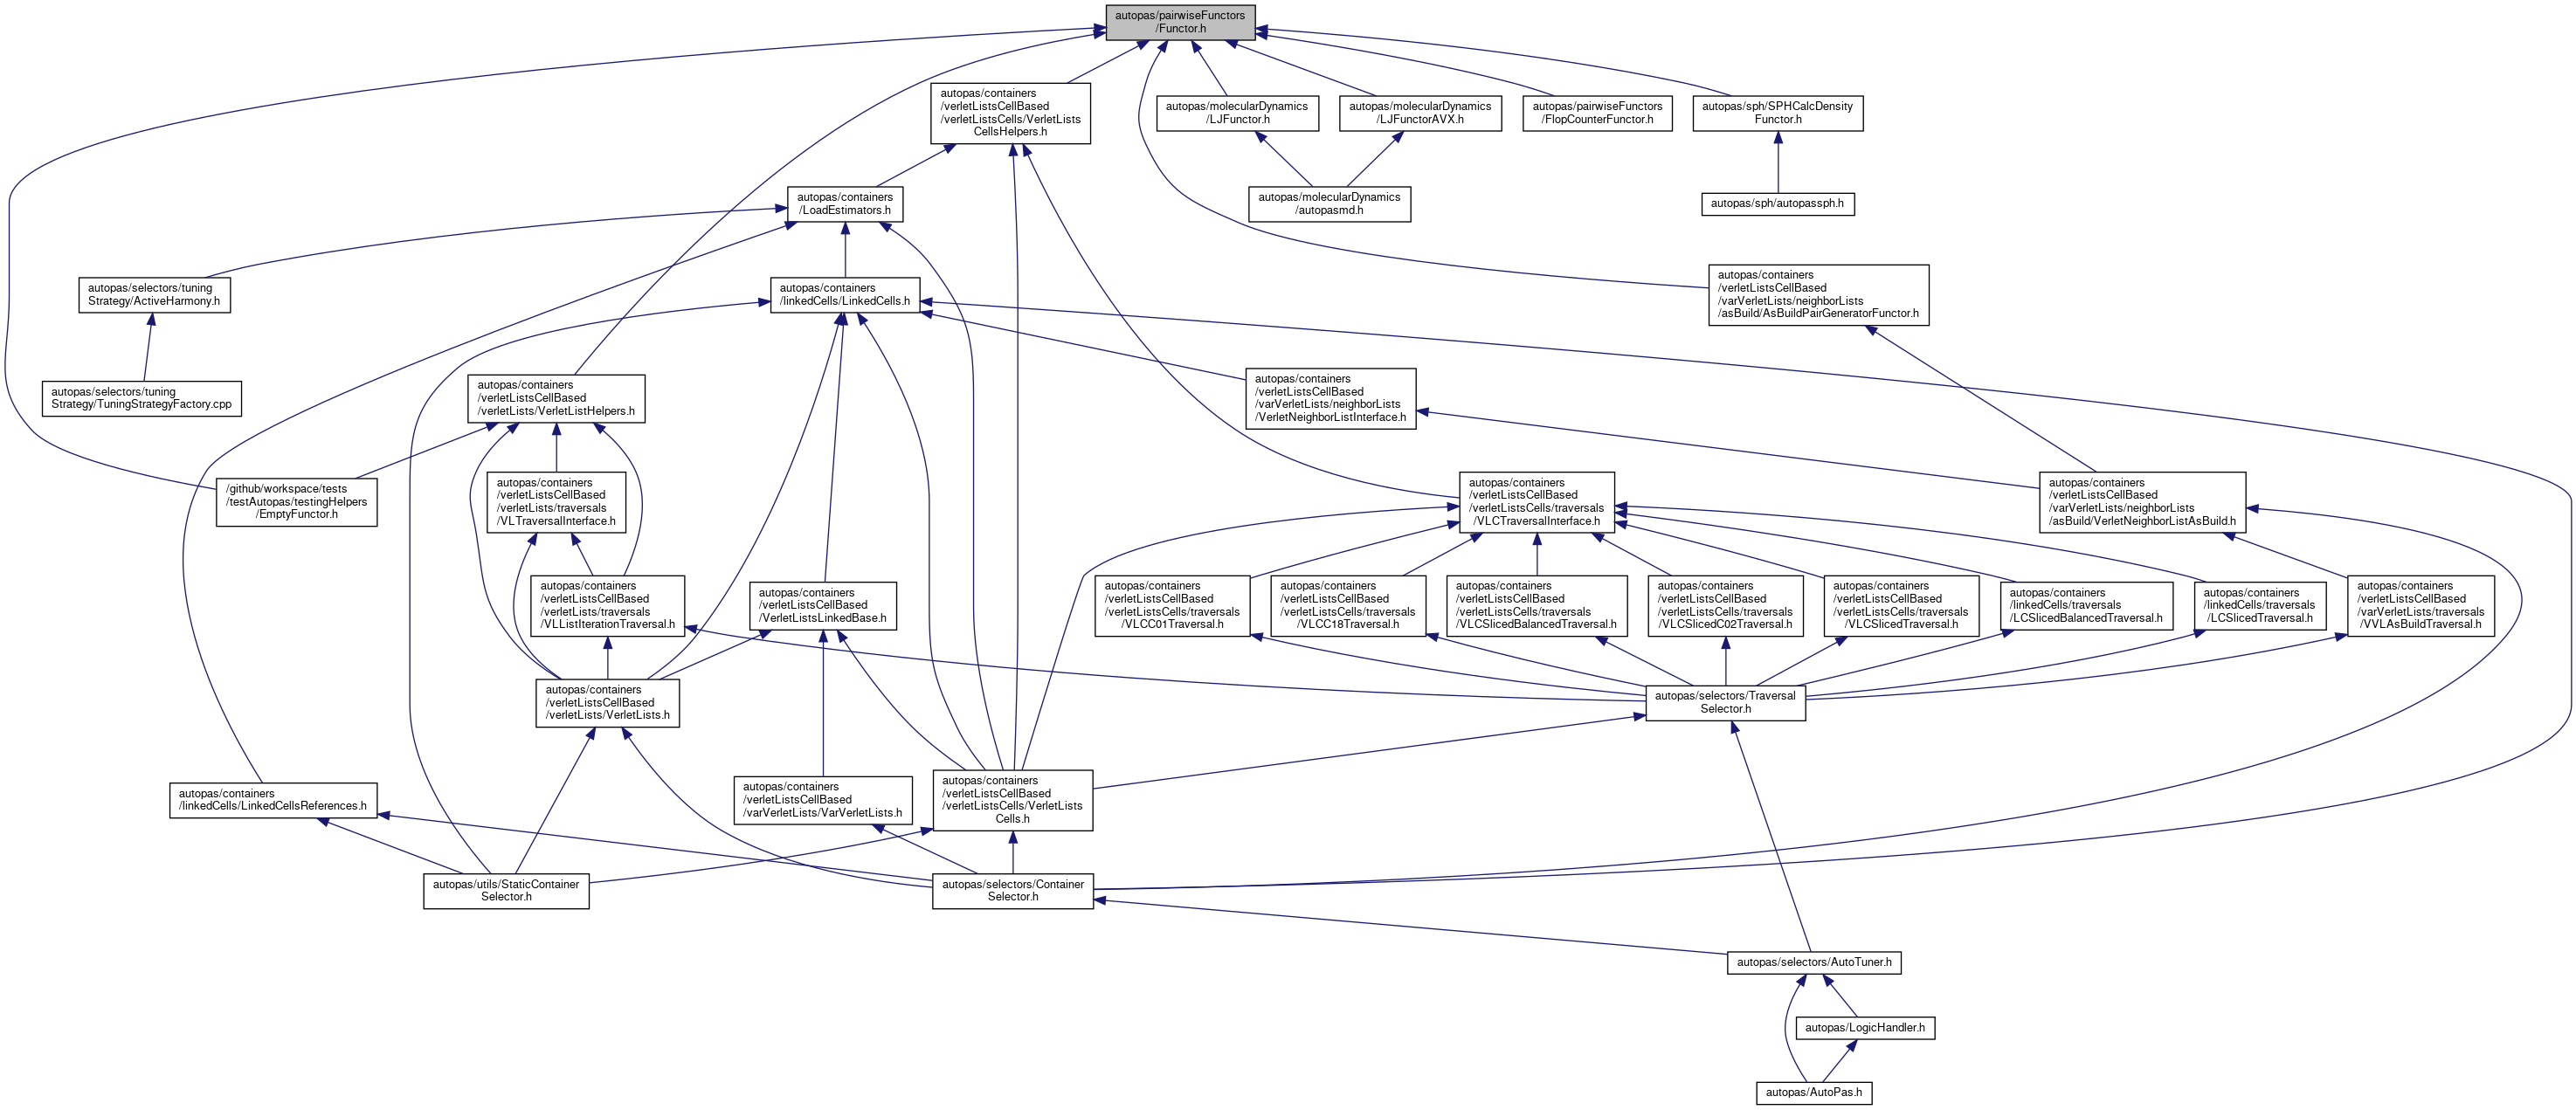 autopas/pairwiseFunctors
/Functor.h
autopas/containers
/verletListsCellBased
/verletListsCells/VerletLists
CellsHelpers.h
autopas/molecularDynamics
/LJFunctor.h
autopas/molecularDynamics
/LJFunctorAVX.h
autopas/pairwiseFunctors
/FlopCounterFunctor.h
autopas/sph/SPHCalcDensity
Functor.h
autopas/containers
/LoadEstimators.h
autopas/molecularDynamics
/autopasmd.h
autopas/sph/autopassph.h
autopas/selectors/tuning
Strategy/ActiveHarmony.h
autopas/containers
/linkedCells/LinkedCells.h
autopas/containers
/verletListsCellBased
/varVerletLists/neighborLists
/asBuild/AsBuildPairGeneratorFunctor.h
autopas/selectors/tuning
Strategy/TuningStrategyFactory.cpp
autopas/containers
/verletListsCellBased
/verletLists/VerletListHelpers.h
autopas/containers
/verletListsCellBased
/varVerletLists/neighborLists
/VerletNeighborListInterface.h
/github/workspace/tests
/testAutopas/testingHelpers
/EmptyFunctor.h
autopas/containers
/verletListsCellBased
/verletLists/traversals
/VLTraversalInterface.h
autopas/containers
/verletListsCellBased
/verletListsCells/traversals
/VLCTraversalInterface.h
autopas/containers
/verletListsCellBased
/varVerletLists/neighborLists
/asBuild/VerletNeighborListAsBuild.h
autopas/containers
/verletListsCellBased
/verletLists/traversals
/VLListIterationTraversal.h
autopas/containers
/verletListsCellBased
/VerletListsLinkedBase.h
autopas/containers
/verletListsCellBased
/verletListsCells/traversals
/VLCC01Traversal.h
autopas/containers
/verletListsCellBased
/verletListsCells/traversals
/VLCC18Traversal.h
autopas/containers
/verletListsCellBased
/verletListsCells/traversals
/VLCSlicedBalancedTraversal.h
autopas/containers
/verletListsCellBased
/verletListsCells/traversals
/VLCSlicedC02Traversal.h
autopas/containers
/verletListsCellBased
/verletListsCells/traversals
/VLCSlicedTraversal.h
autopas/containers
/linkedCells/traversals
/LCSlicedBalancedTraversal.h
autopas/containers
/linkedCells/traversals
/LCSlicedTraversal.h
autopas/containers
/verletListsCellBased
/varVerletLists/traversals
/VVLAsBuildTraversal.h
autopas/containers
/verletListsCellBased
/verletLists/VerletLists.h
autopas/selectors/Traversal
Selector.h
autopas/containers
/linkedCells/LinkedCellsReferences.h
autopas/containers
/verletListsCellBased
/varVerletLists/VarVerletLists.h
autopas/containers
/verletListsCellBased
/verletListsCells/VerletLists
Cells.h
autopas/utils/StaticContainer
Selector.h
autopas/selectors/Container
Selector.h
autopas/selectors/AutoTuner.h
autopas/LogicHandler.h
autopas/AutoPas.h